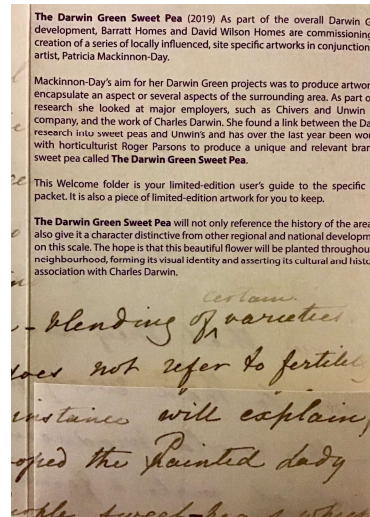 The Darwin Green Sweet Pea (2019) As part of the overall Darwin G
development, Barratt Homes and David Wilson Homes are commissioning
creation of a series of locally influenced, site specific artworks in conjunction
artist, Patricia Mackinnon-Day.
Mackinnon-Day's aim for her Darwin Green projects was to produce artwor
encapsulate an aspect or several aspects of the surrounding area. As part o
research she looked at major employers, such as Chivers and Unwin
company, and the work of Charles Darwin. She found a link between the Da
research into sweet peas and Unwin's and has over the last year been wor
with horticulturist Roger Parsons to produce a unique and relevant bran
sweet pea called The Darwin Green Sweet Pea.
This Welcome folder is your limited-edition user's guide to the specific
packet. It is also a piece of limited-edition artwork for you to keep.
The Darwin Green Sweet Pea will not only reference the history of the area
also give it a character distinctive from other regional and national developm
on this scale. The hope is that this beautiful flower will be planted throughou
neighbourhood, forming its visual identity and asserting its cultural and histo
association with Charles Darwin.
certain
- blending of varieties
does not refer to fertility
instance will explain,
oped the Painted Lady
sweet-pea